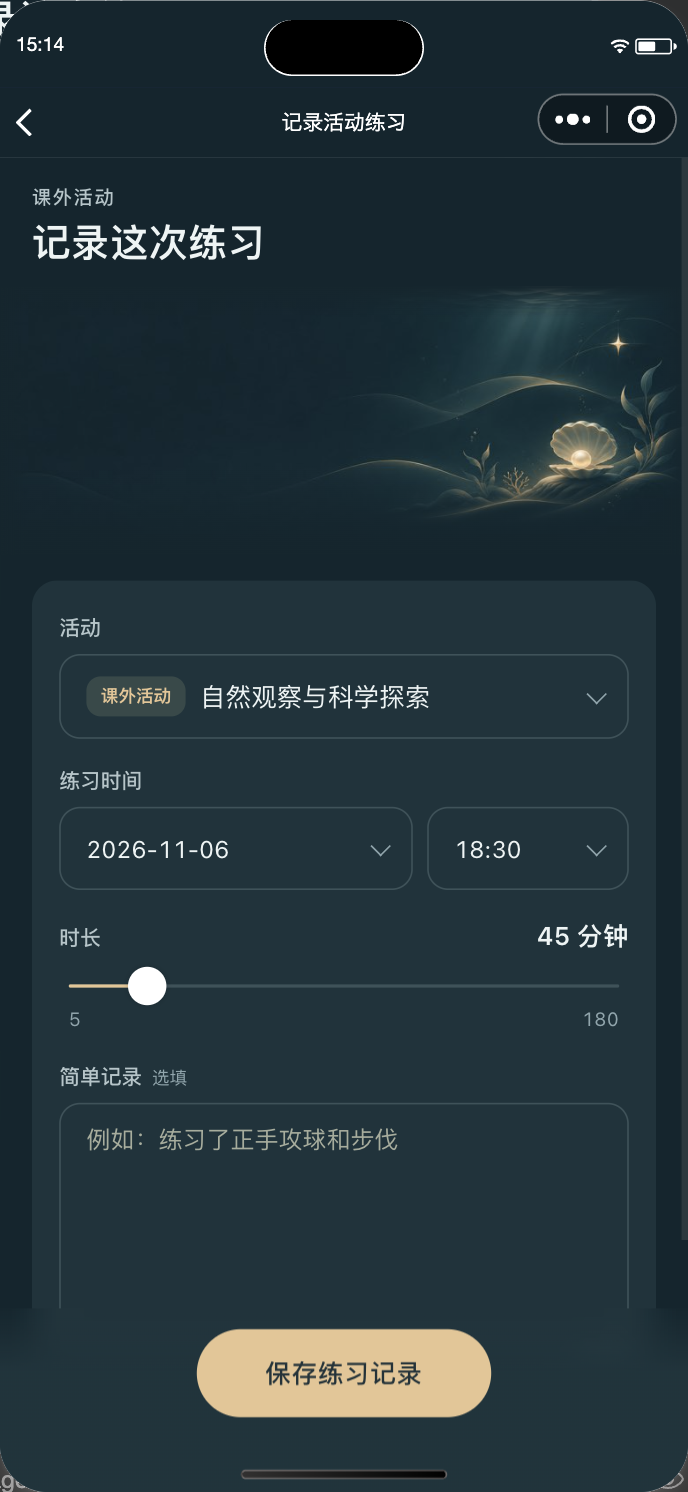 15:14
记录活动练习
课外活动
记录这次练习
活动
课外活动 自然观察与科学探索
练习时间
2026-11-06 18:30
时长 45 分钟
5 180
简单记录 选填
例如：练习了正手攻球和步伐
保存练习记录